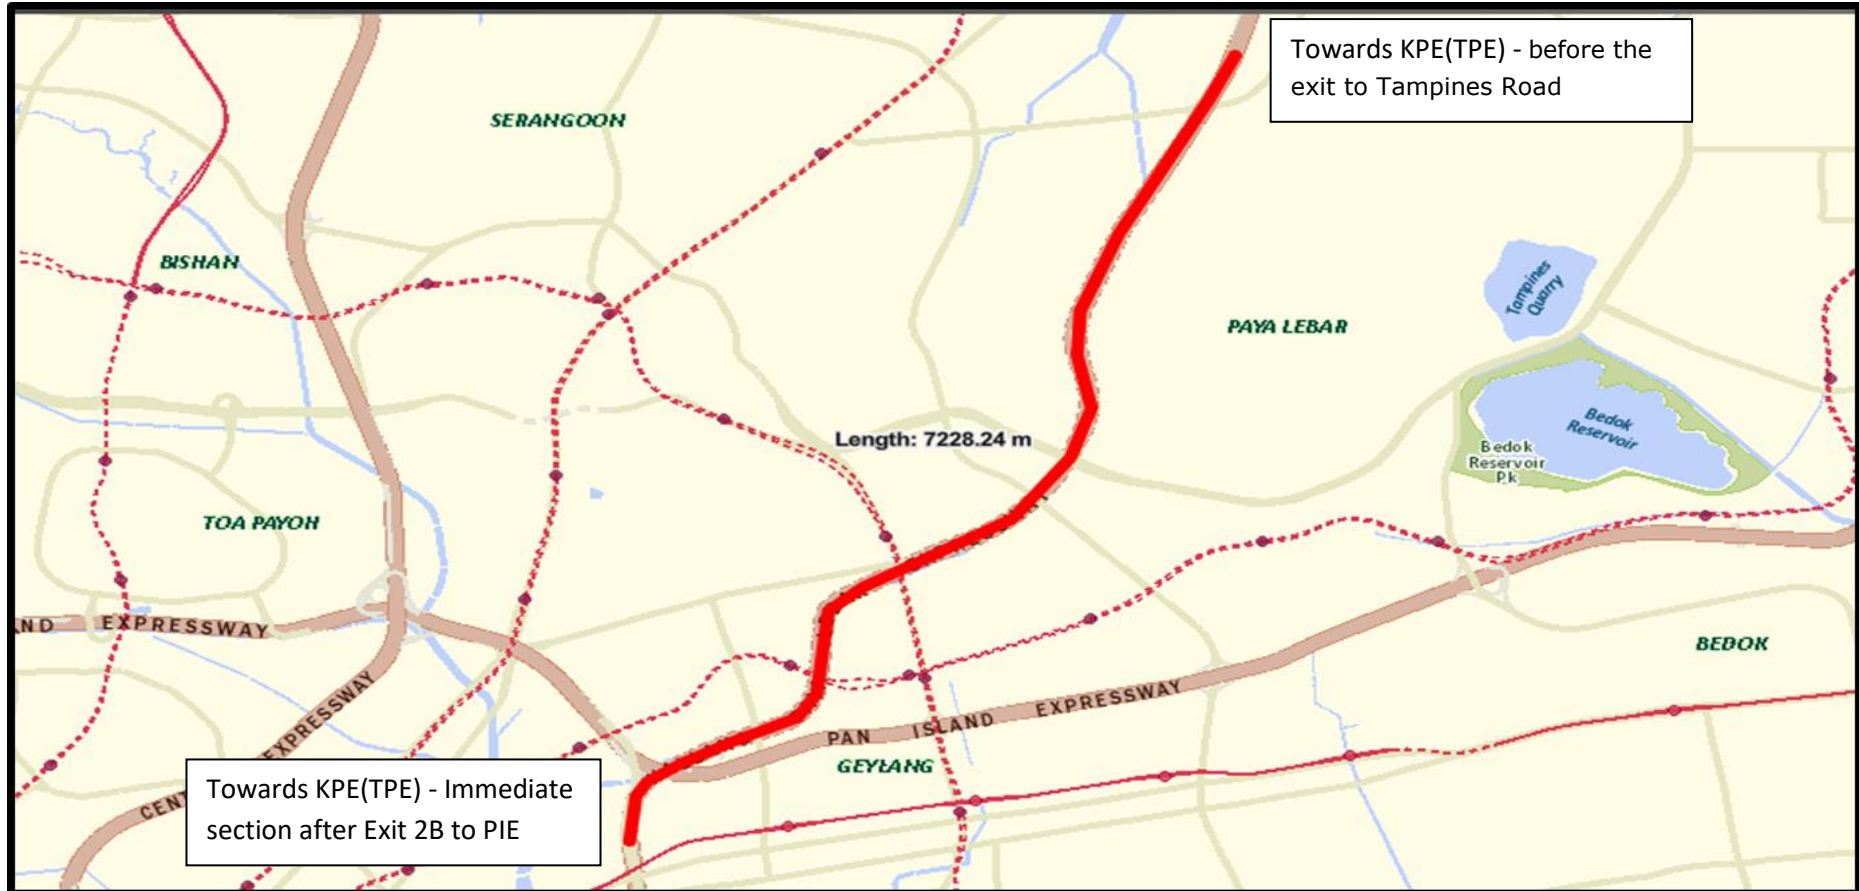 Towards KPE(TPE) - before the
exit to Tampines Road
SERANGOON
BISHAN
Tampines
Quarry
PAYA LEBAR
Length: 7228.24 m
Bedok
Reservoir
Bedok
Reservoir
Pk
TOA PAYOH
ND EXPRESSWAY
BEDOK
EXPRESSWAY
PAN ISLAND EXPRESSWAY
GEYLANG
CENT
Towards KPE(TPE) - Immediate
section after Exit 2B to PIE